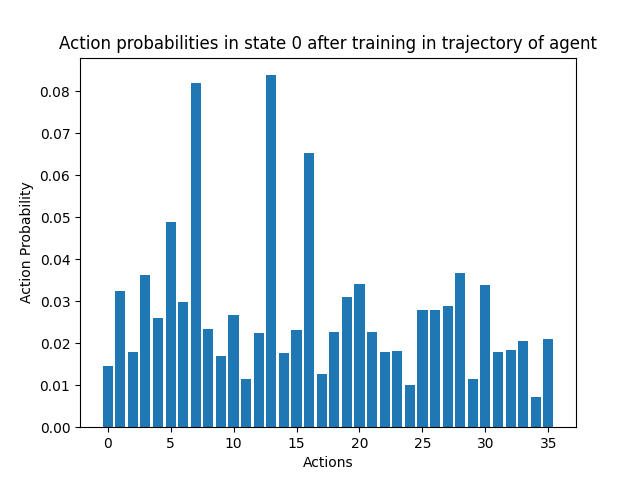 Action probabilities in state 0 after training in trajectory of agent
0.08
0.07
0.06
0.05
0.04
0.03
0.02
0.01
0.00
Action Probability
0 5 10 15 20 25 30 35
Actions